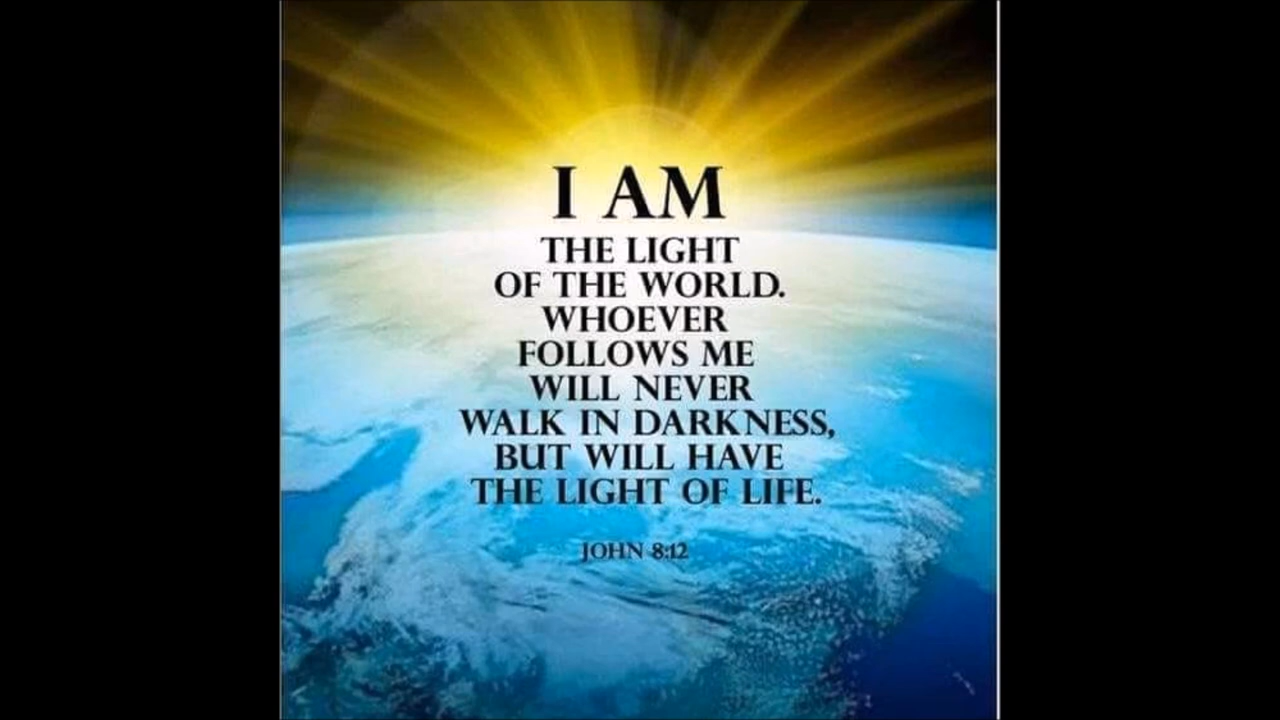 I AM
THE LIGHT
OF THE WORLD.
WHOEVER
FOLLOWS ME
WILL NEVER
WALK IN DARKNESS,
BUT WILL HAVE
THE LIGHT OF LIFE.
JOHN 8:12